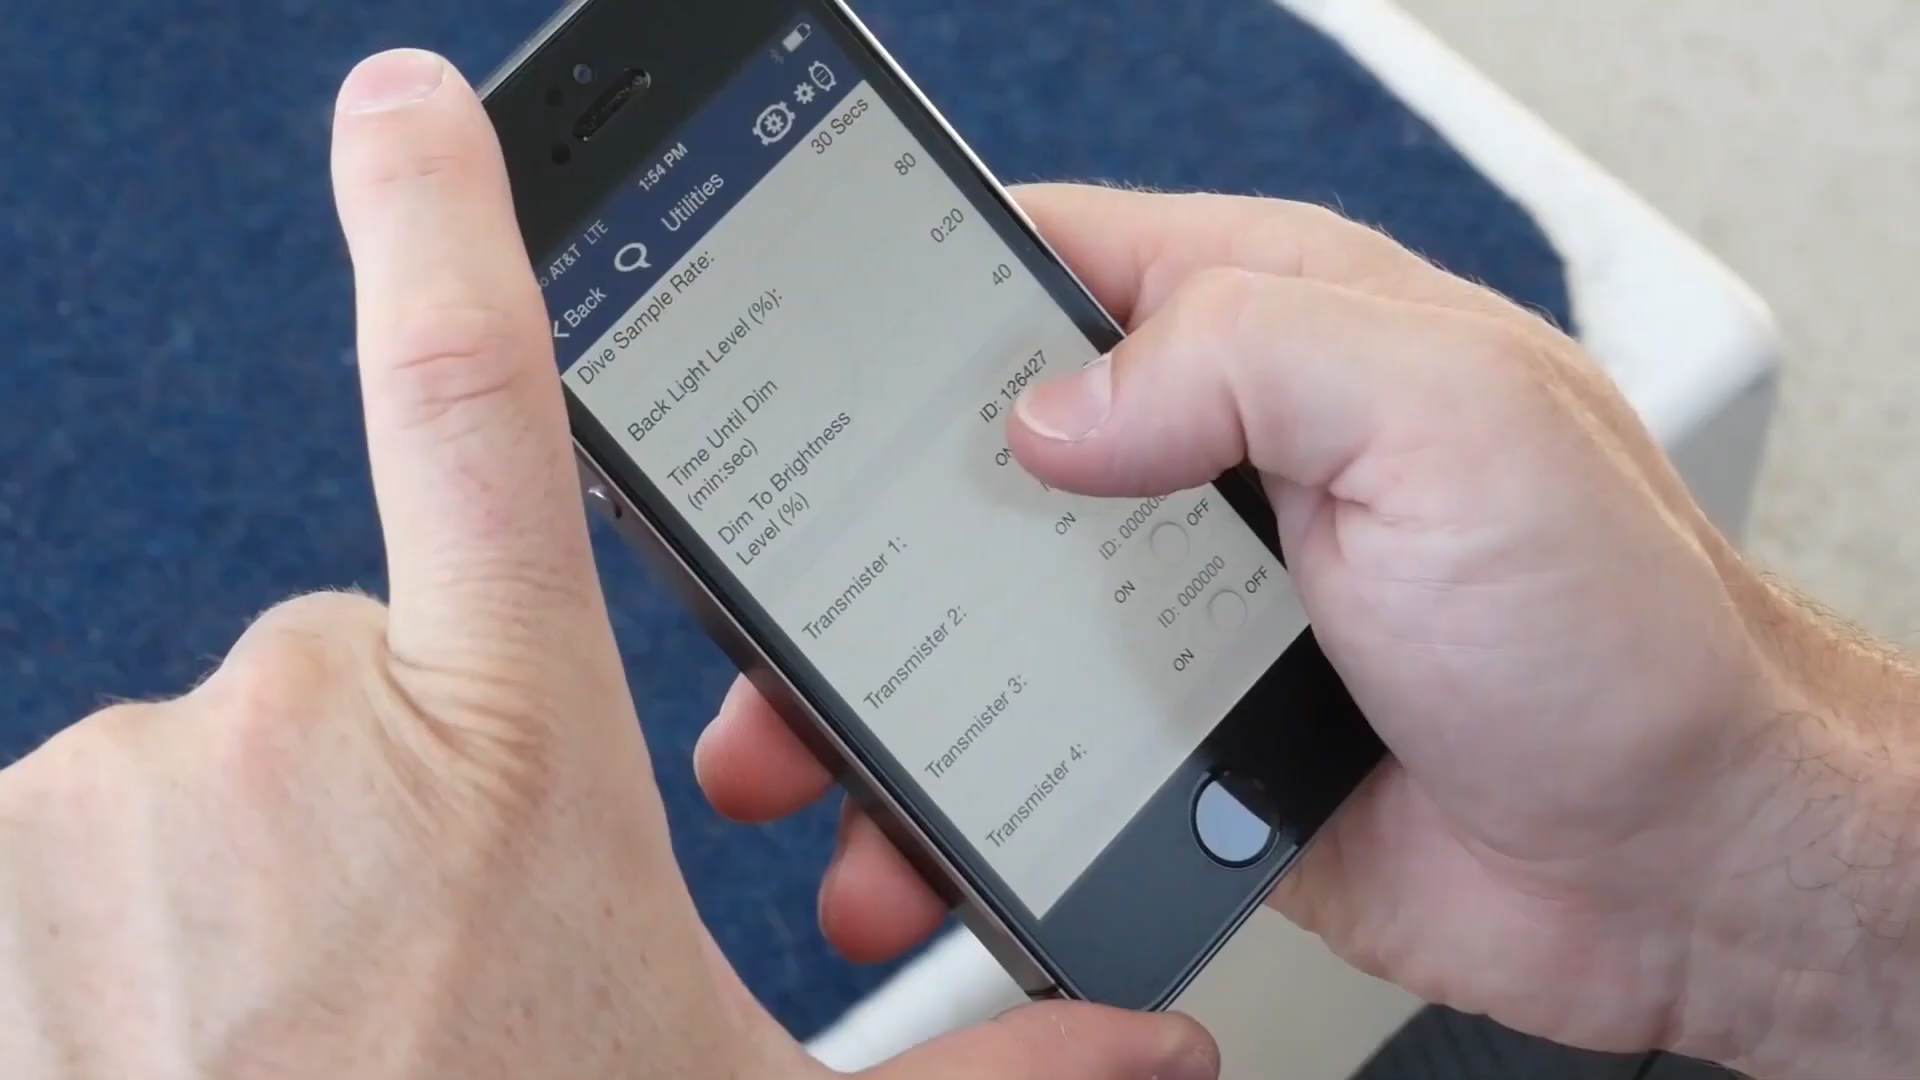 AT&T LTE 1:54 PM
Back Utilities
Dive Sample Rate: 30 Secs
Back Light Level (%): 80
Time Until Dim 0:20
(min:sec)
Dim To Brightness 40
Level (%)
Transmister 1: ID: 126427
ON
Transmister 2:
ON
Transmister 3: ID: 000000
ON OFF
Transmister 4: ID: 000000
ON OFF